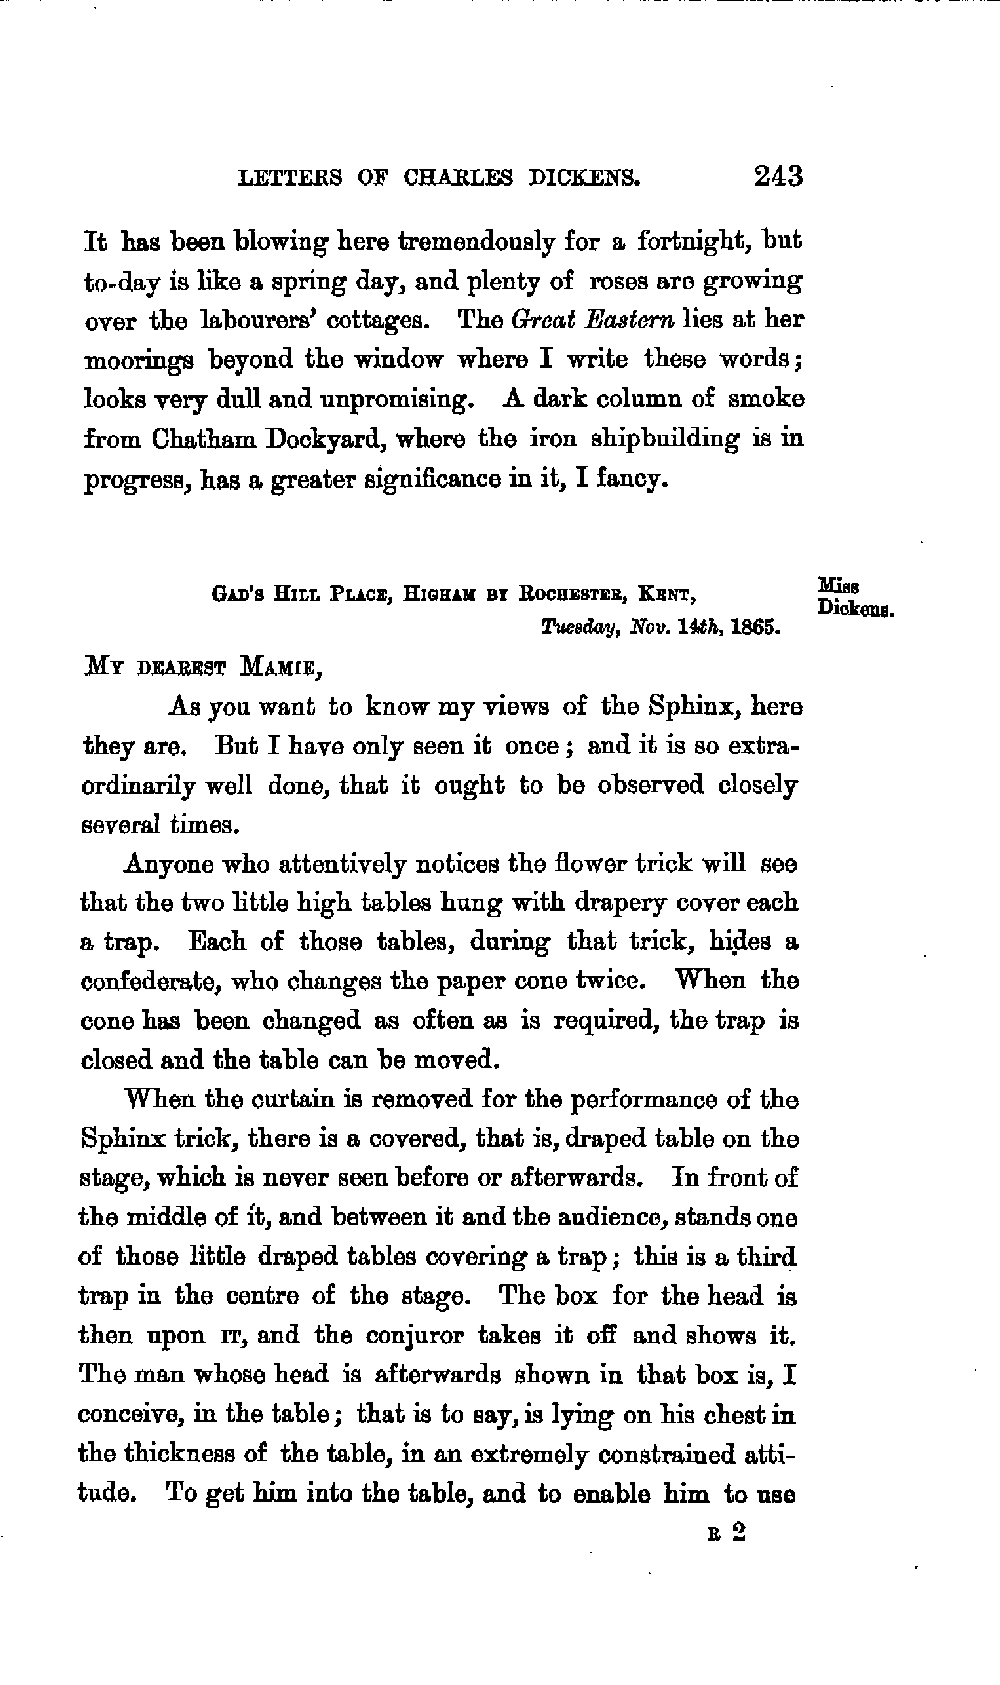 LETTERS OF CHARLES DICKENS. 243
It has been blowing here tremendously for a fortnight, but
to-day is like a spring day, and plenty of roses are growing
over the labourers' cottages. The Great Eastern lies at her
moorings beyond the window where I write these words;
looks very dull and unpromising. A dark column of smoke
from Chatham Dockyard, where the iron shipbuilding is in
progress, has a greater significance in it, I fancy.
GAD'S HILL PLACE, HIGHAM BY ROCHESTER, KENT,
Tuesday, Nov. 14th, 1865.
Miss
Dickens.
MY DEAREST MAMIE,
As you want to know my views of the Sphinx, here
they are. But I have only seen it once; and it is so extra-
ordinarily well done, that it ought to be observed closely
several times.
Anyone who attentively notices the flower trick will see
that the two little high tables hung with drapery cover each
a trap. Each of those tables, during that trick, hides a
confederate, who changes the paper cone twice. When the
cone has been changed as often as is required, the trap is
closed and the table can be moved.
When the curtain is removed for the performance of the
Sphinx trick, there is a covered, that is, draped table on the
stage, which is never seen before or afterwards. In front of
the middle of it, and between it and the audience, stands one
of those little draped tables covering a trap; this is a third
trap in the centre of the stage. The box for the head is
then upon IT, and the conjuror takes it off and shows it.
The man whose head is afterwards shown in that box is, I
conceive, in the table; that is to say, is lying on his chest in
the thickness of the table, in an extremely constrained atti-
tude. To get him into the table, and to enable him to use
R 2